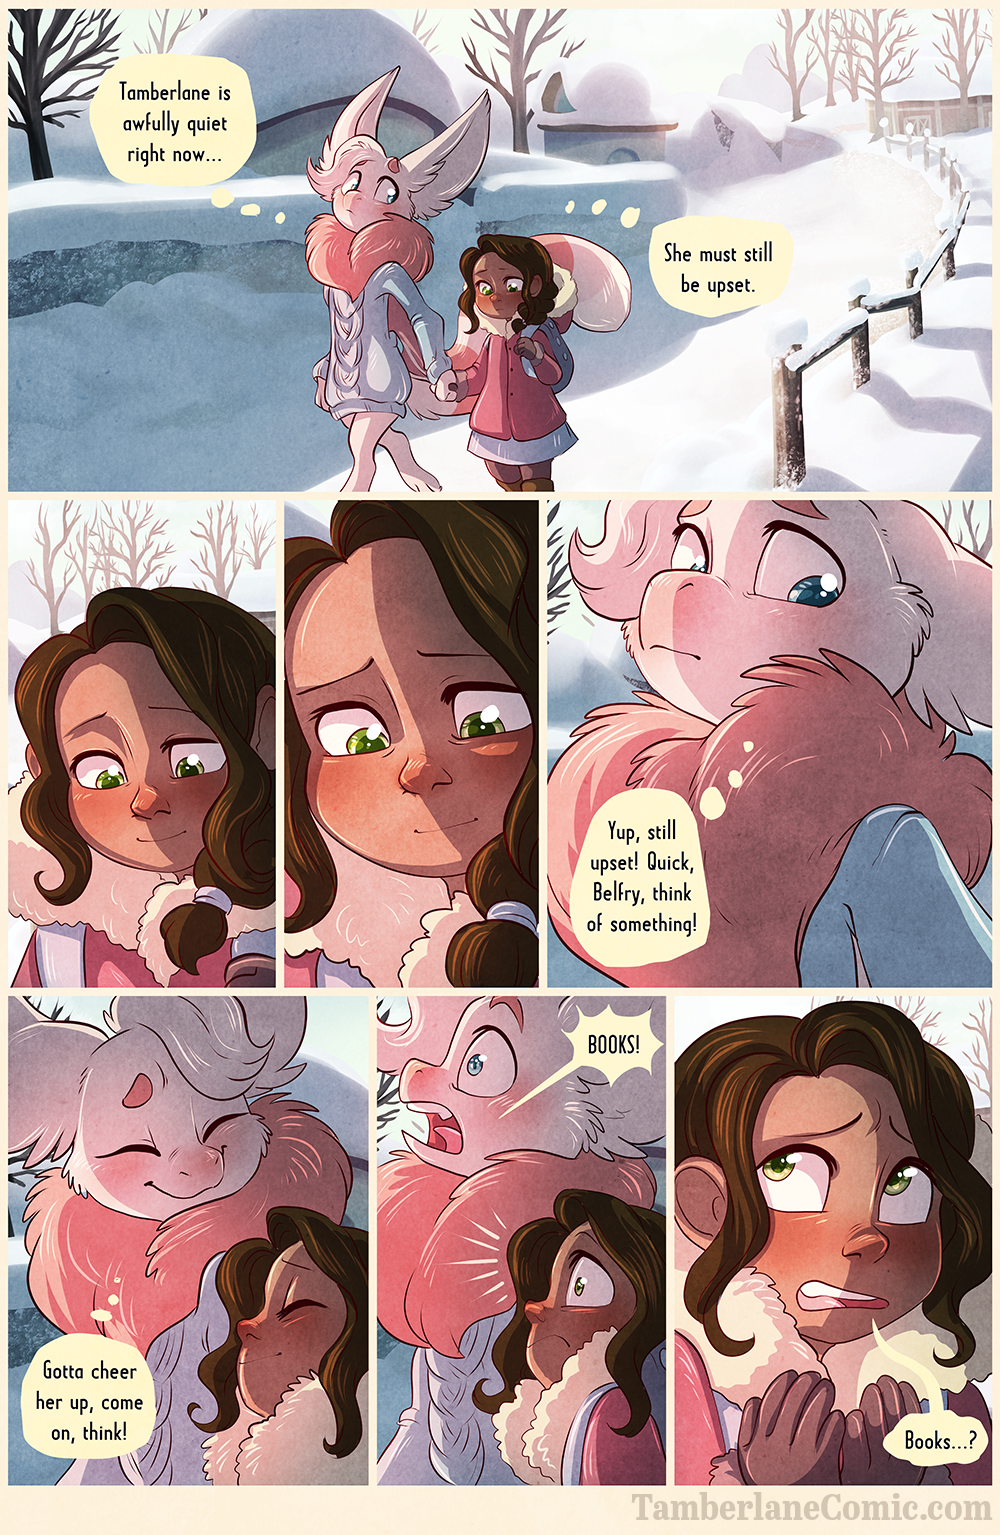 Tamberlane is
awfully quiet
right now...
She must still
be upset.
Yup, still
upset! Quick,
Belfry, think
of something!
Gotta cheer
her up, come
on, think!
BOOKS!
Books...?
TamberlaneComic.com